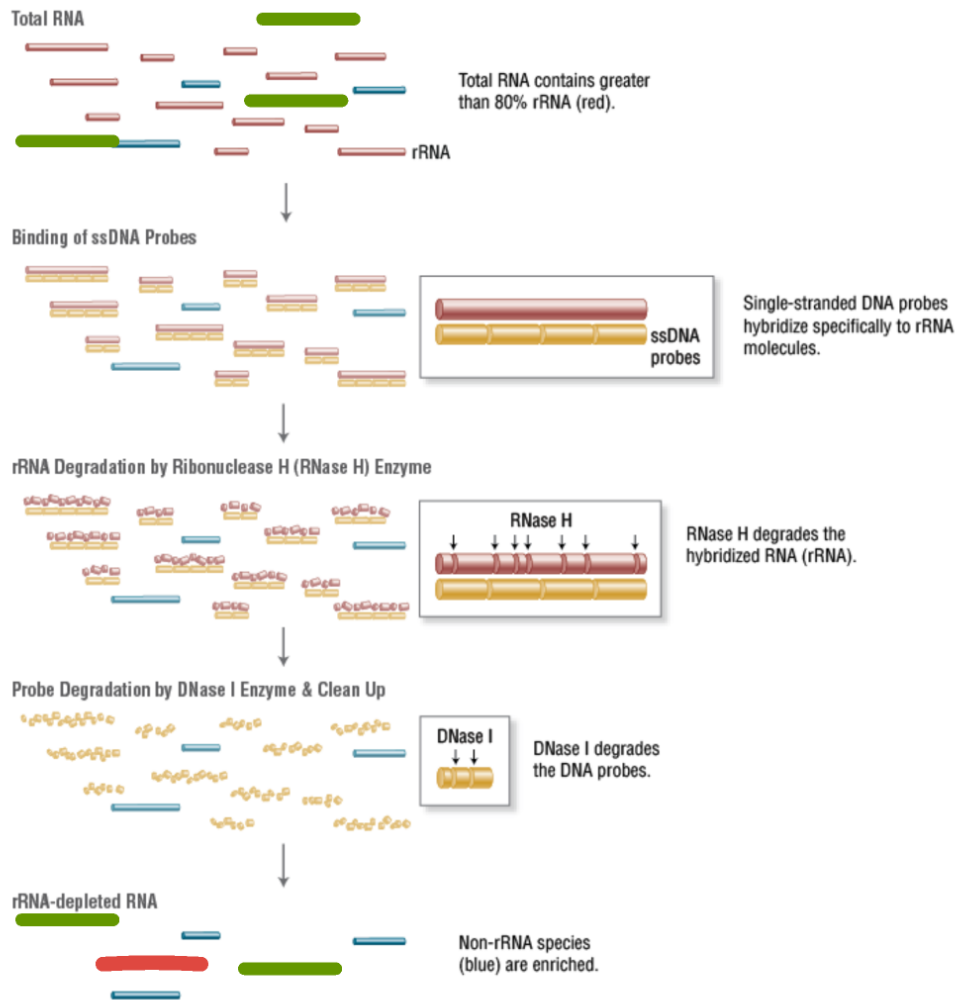 Total RNA
Total RNA contains greater
than 80% rRNA (red).
rRNA
Binding of ssDNA Probes
ssDNA
probes
Single-stranded DNA probes
hybridize specifically to rRNA
molecules.
rRNA Degradation by Ribonuclease H (RNase H) Enzyme
RNase H
RNase H degrades the
hybridized RNA (rRNA).
Probe Degradation by DNase I Enzyme & Clean Up
DNase I
DNase I degrades
the DNA probes.
rRNA-depleted RNA
Non-rRNA species
(blue) are enriched.